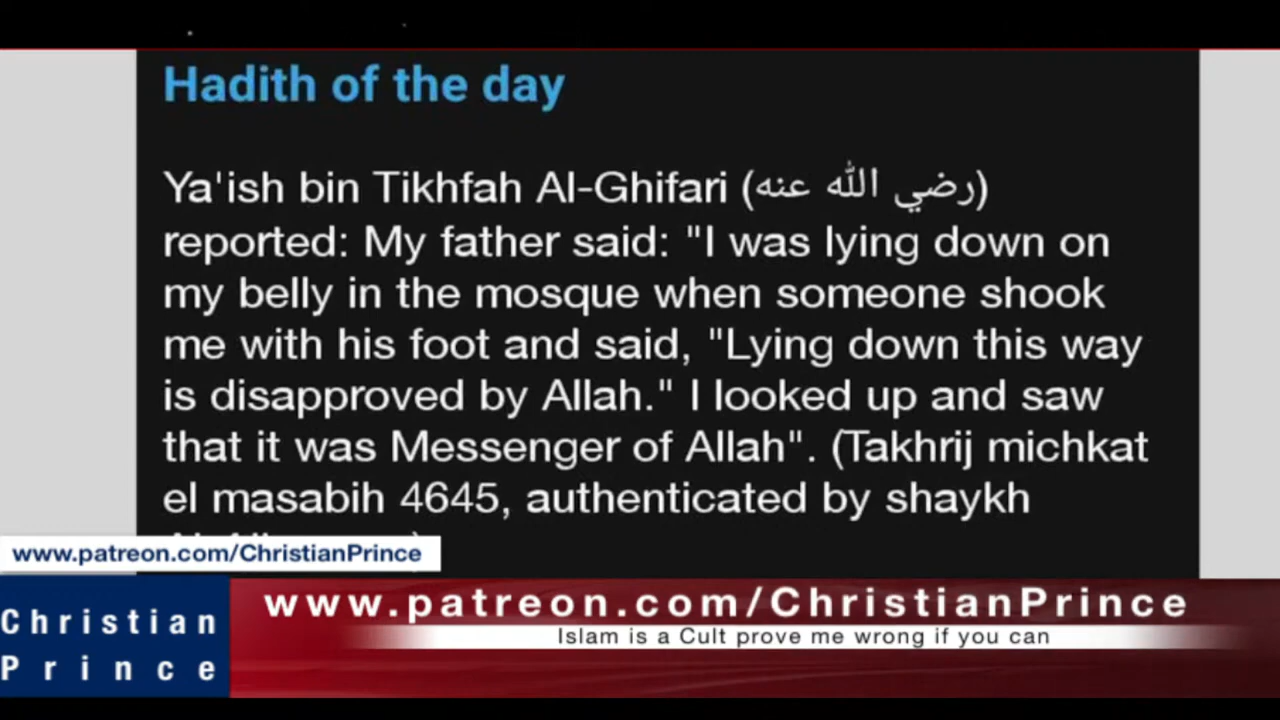 Hadith of the day
Ya'ish bin Tikhfah Al-Ghifari (رضي الله عنه)
reported: My father said: "I was lying down on
my belly in the mosque when someone shook
me with his foot and said, "Lying down this way
is disapproved by Allah." I looked up and saw
that it was Messenger of Allah". (Takhrij michkat
el masabih 4645, authenticated by shaykh
www.patreon.com/ChristianPrince
Christian
Prince
www.patreon.com/ChristianPrince
Islam is a Cult prove me wrong if you can